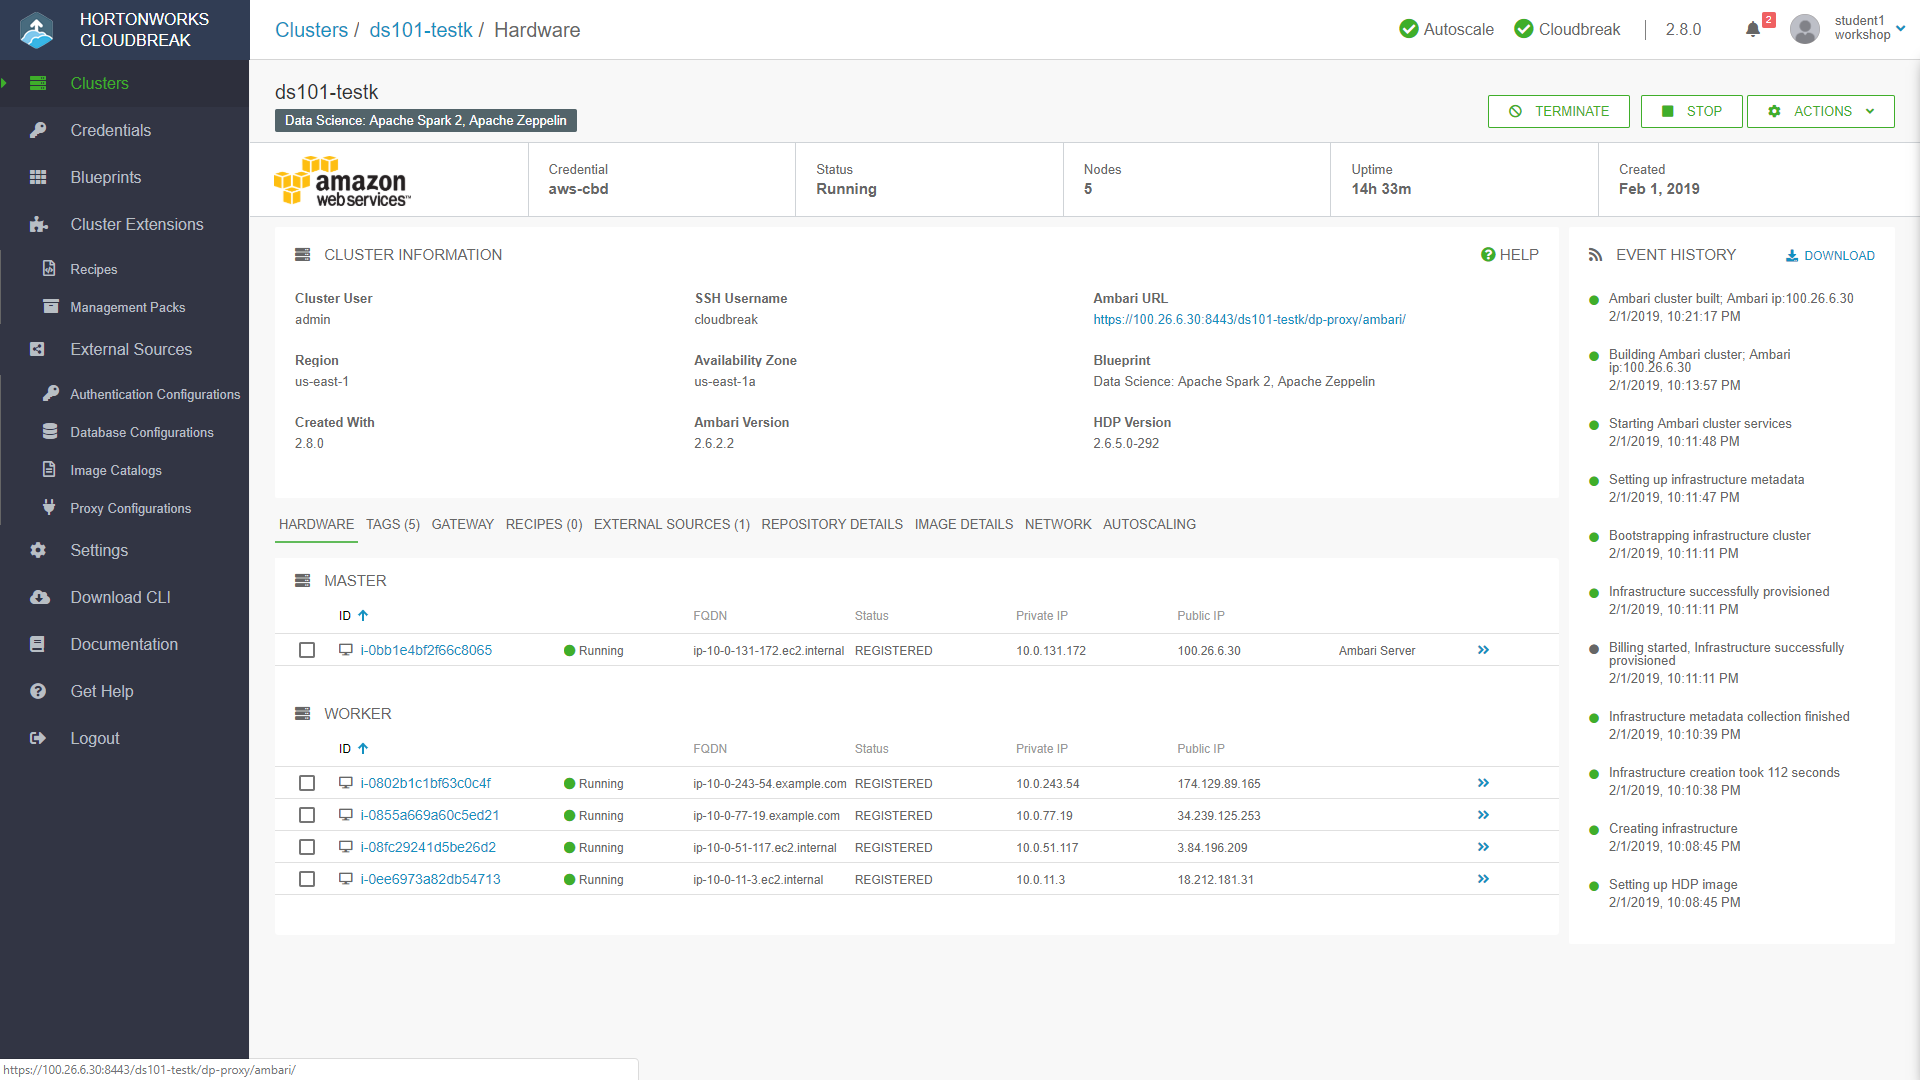 HORTONWORKS
CLOUDBREAK
Clusters / ds101-testk / Hardware
Autoscale
Cloudbreak
2.8.0
2
student1
workshop
Clusters
Credentials
Blueprints
Cluster Extensions
Recipes
Management Packs
External Sources
Authentication Configurations
Database Configurations
Image Catalogs
Proxy Configurations
Settings
Download CLI
Documentation
Get Help
Logout
ds101-testk
Data Science: Apache Spark 2, Apache Zeppelin
TERMINATE
STOP
ACTIONS
amazon
webservices™
Credential
aws-cbd
Status
Running
Nodes
5
Uptime
14h 33m
Created
Feb 1, 2019
CLUSTER INFORMATION
HELP
Cluster User
admin
SSH Username
cloudbreak
Ambari URL
https://100.26.6.30:8443/ds101-testk/dp-proxy/ambari/
Region
us-east-1
Availability Zone
us-east-1a
Blueprint
Data Science: Apache Spark 2, Apache Zeppelin
Created With
2.8.0
Ambari Version
2.6.2.2
HDP Version
2.6.5.0-292
HARDWARE TAGS (5) GATEWAY RECIPES (0) EXTERNAL SOURCES (1) REPOSITORY DETAILS IMAGE DETAILS NETWORK AUTOSCALING
MASTER
ID FQDN Status Private IP Public IP
i-0bb1e4bf2f66c8065 Running ip-10-0-131-172.ec2.internal REGISTERED 10.0.131.172 100.26.6.30 Ambari Server
WORKER
ID FQDN Status Private IP Public IP
i-0802b1c1bf63c0c4f Running ip-10-0-243-54.example.com REGISTERED 10.0.243.54 174.129.89.165
i-0855a669a60c5ed21 Running ip-10-0-77-19.example.com REGISTERED 10.0.77.19 34.239.125.253
i-08fc29241d5be26d2 Running ip-10-0-51-117.ec2.internal REGISTERED 10.0.51.117 3.84.196.209
i-0ee6973a82db54713 Running ip-10-0-11-3.ec2.internal REGISTERED 10.0.11.3 18.212.181.31
EVENT HISTORY
DOWNLOAD
Ambari cluster built; Ambari ip:100.26.6.30
2/1/2019, 10:21:17 PM
Building Ambari cluster; Ambari
ip:100.26.6.30
2/1/2019, 10:13:57 PM
Starting Ambari cluster services
2/1/2019, 10:11:48 PM
Setting up infrastructure metadata
2/1/2019, 10:11:47 PM
Bootstrapping infrastructure cluster
2/1/2019, 10:11:11 PM
Infrastructure successfully provisioned
2/1/2019, 10:11:11 PM
Billing started, Infrastructure successfully
provisioned
2/1/2019, 10:11:11 PM
Infrastructure metadata collection finished
2/1/2019, 10:10:39 PM
Infrastructure creation took 112 seconds
2/1/2019, 10:10:38 PM
Creating infrastructure
2/1/2019, 10:08:45 PM
Setting up HDP image
2/1/2019, 10:08:45 PM
https://100.26.6.30:8443/ds101-testk/dp-proxy/ambari/